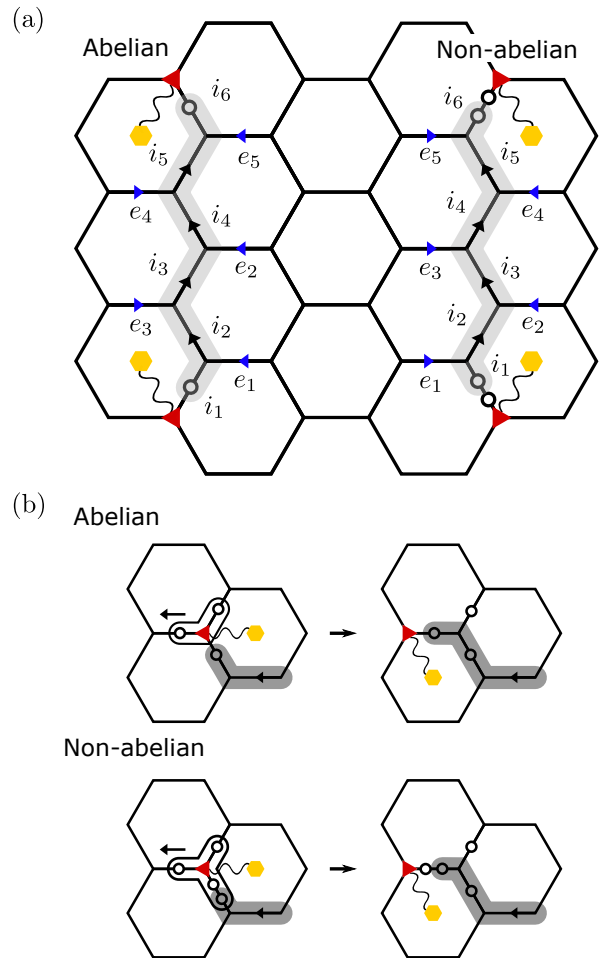 (a)
Abelian
Non-abelian
i₆
i₆
i₅
e₅
e₅
i₅
e₄
i₄
i₄
e₄
i₃
e₂
e₃
i₃
e₃
i₂
i₂
e₂
e₁
e₁
i₁
i₁
(b)
Abelian
Non-abelian